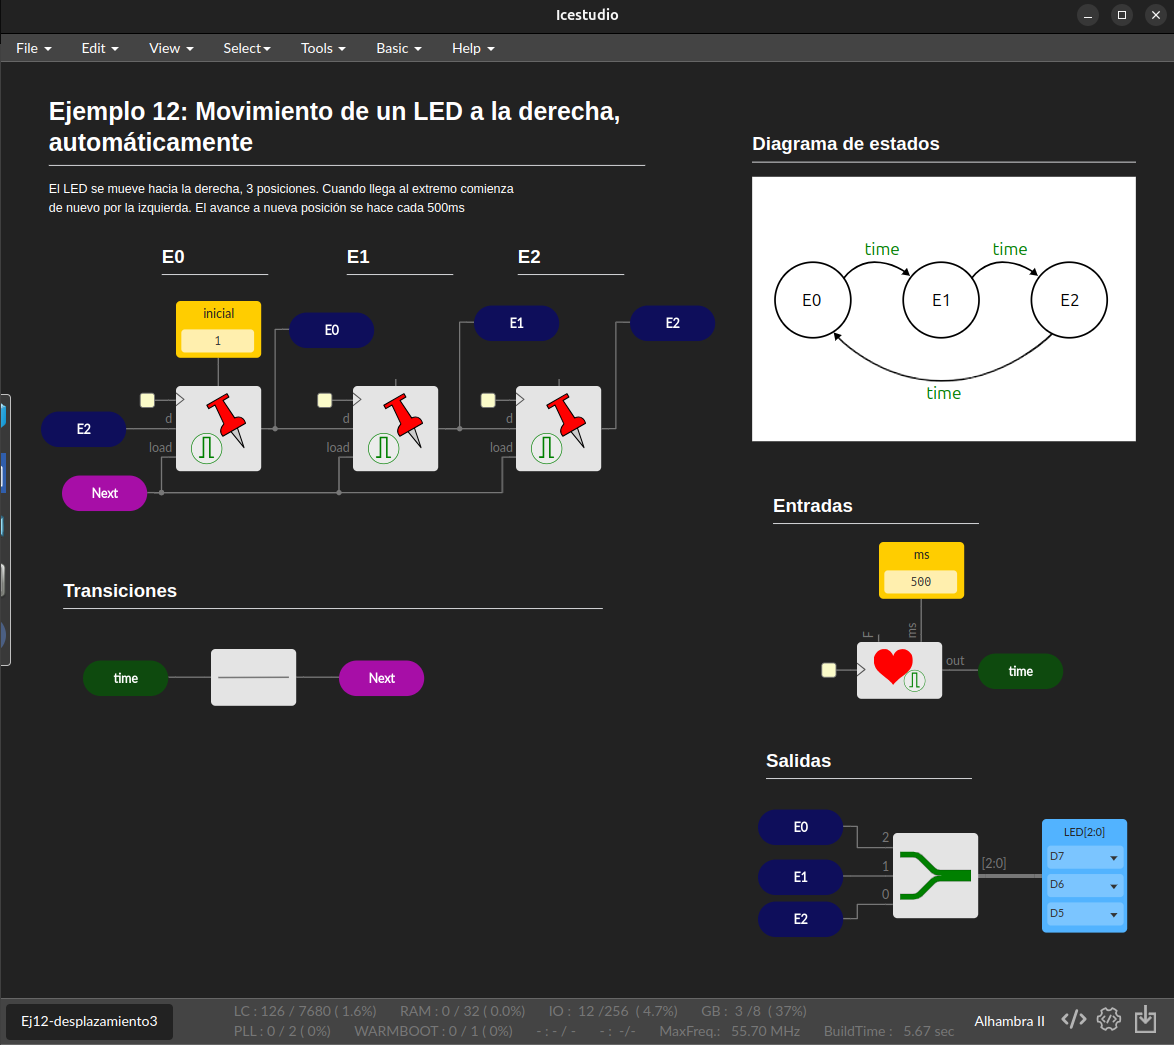 Icestudio
File Edit View Select Tools Basic Help
Ejemplo 12: Movimiento de un LED a la derecha,
automáticamente
El LED se mueve hacia la derecha, 3 posiciones. Cuando llega al extremo comienza
de nuevo por la izquierda. El avance a nueva posición se hace cada 500ms
E0 E1 E2
inicial
1
E0
E1
E2
E2
d
load
d
load
d
load
Next
Transiciones
time
Next
Diagrama de estados
time time
E0 E1 E2
time
Entradas
ms
500
F ms
out
time
Salidas
E0
E1
E2
2
1
0
[2:0]
LED[2:0]
D7
D6
D5
Ej12-desplazamiento3
LC : 126 / 7680 ( 1.6%) RAM : 0 / 32 ( 0.0%) IO : 12 /256 ( 4.7%) GB : 3 /8 ( 37%)
PLL : 0 / 2 ( 0%) WARMBOOT : 0 / 1 ( 0%) - : - / - - : -/- MaxFreq.: 55.70 MHz BuildTime : 5.67 sec
Alhambra II